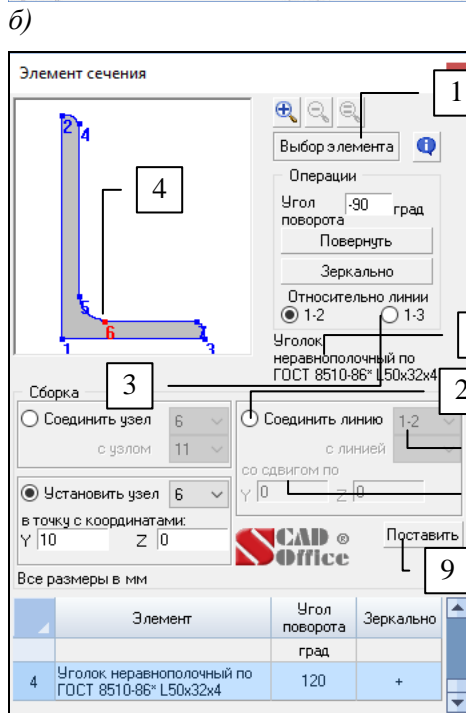 б)
Элемент сечения
1
Выбор элемента
2 4
4
5
6 7
1 3
Операции
Угол поворота -90 град
Повернуть
Зеркально
Относительно линии
1-2 1-3
Уголок
неравнополочный по
ГОСТ 8510-86* L50x32x4
3
2
Сборка
Соединить узел 6
с узлом 11
Соединить линию 1-2
с линией
со сдвигом по
Y 0 Z 0
Установить узел 6
в точку с координатами:
Y 10 Z 0
SCAD ®
Office
Поставить
9
Все размеры в мм
Элемент Угол поворота Зеркально
град
4 Уголок неравнополочный по ГОСТ 8510-86* L50x32x4 120 +